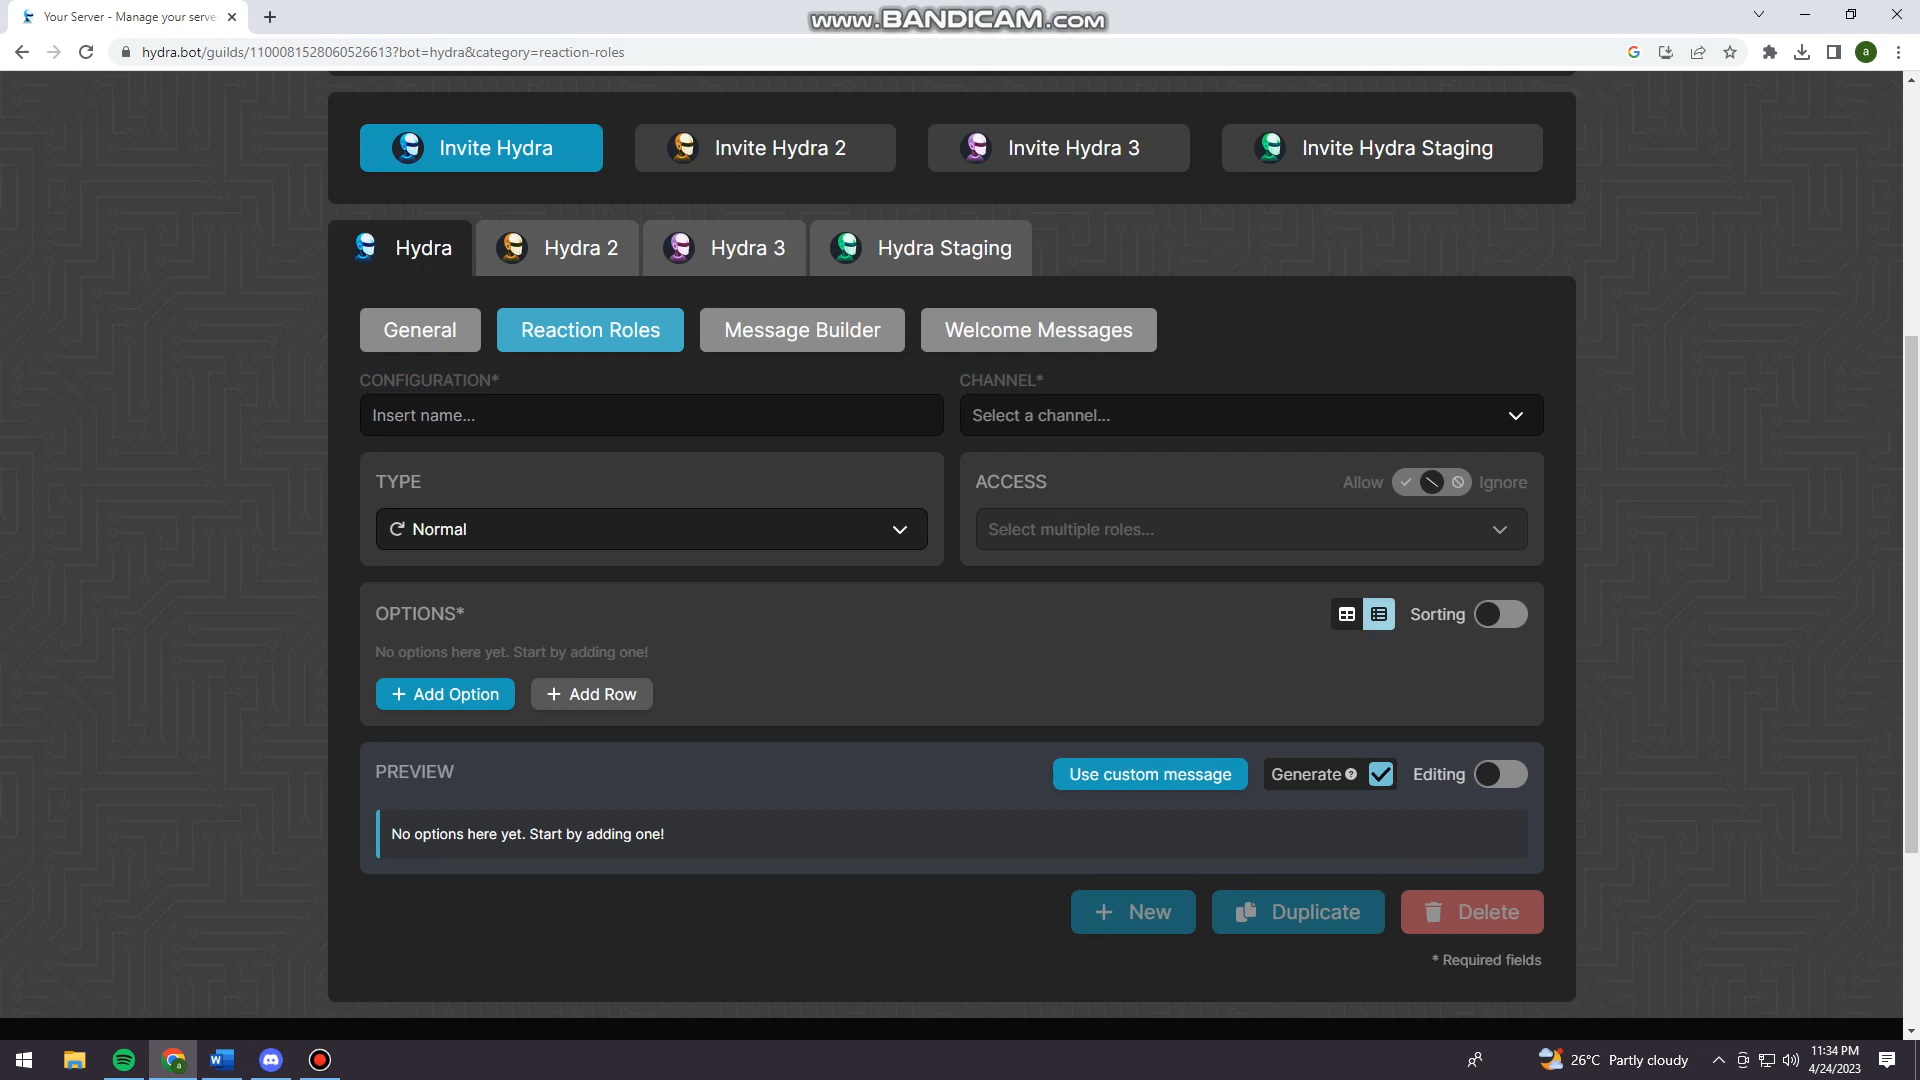 Your Server - Manage your serve
www.BANDICAM.com
hydra.bot/guilds/1100081528060526613?bot=hydra&category=reaction-roles
a
Invite Hydra
Invite Hydra 2
Invite Hydra 3
Invite Hydra Staging
Hydra
Hydra 2
Hydra 3
Hydra Staging
General
Reaction Roles
Message Builder
Welcome Messages
CONFIGURATION*
CHANNEL*
Insert name...
Select a channel...
TYPE
ACCESS
Allow
Ignore
Normal
Select multiple roles...
OPTIONS*
Sorting
No options here yet. Start by adding one!
+ Add Option
+ Add Row
PREVIEW
Use custom message
Generate
Editing
No options here yet. Start by adding one!
+ New
Duplicate
Delete
* Required fields
26°C Partly cloudy
11:34 PM
4/24/2023